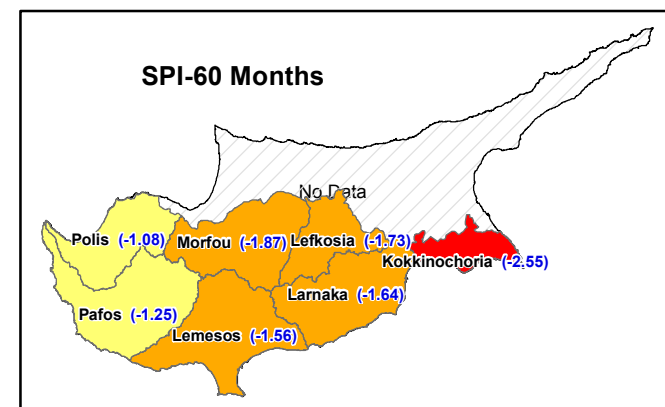 SPI-60 Months
No Data
Polis (-1.08)
Morfou (-1.87)
Lefkosia (-1.73)
Kokkinochoria (-2.55)
Larnaka (-1.64)
Pafos (-1.25)
Lemesos (-1.56)